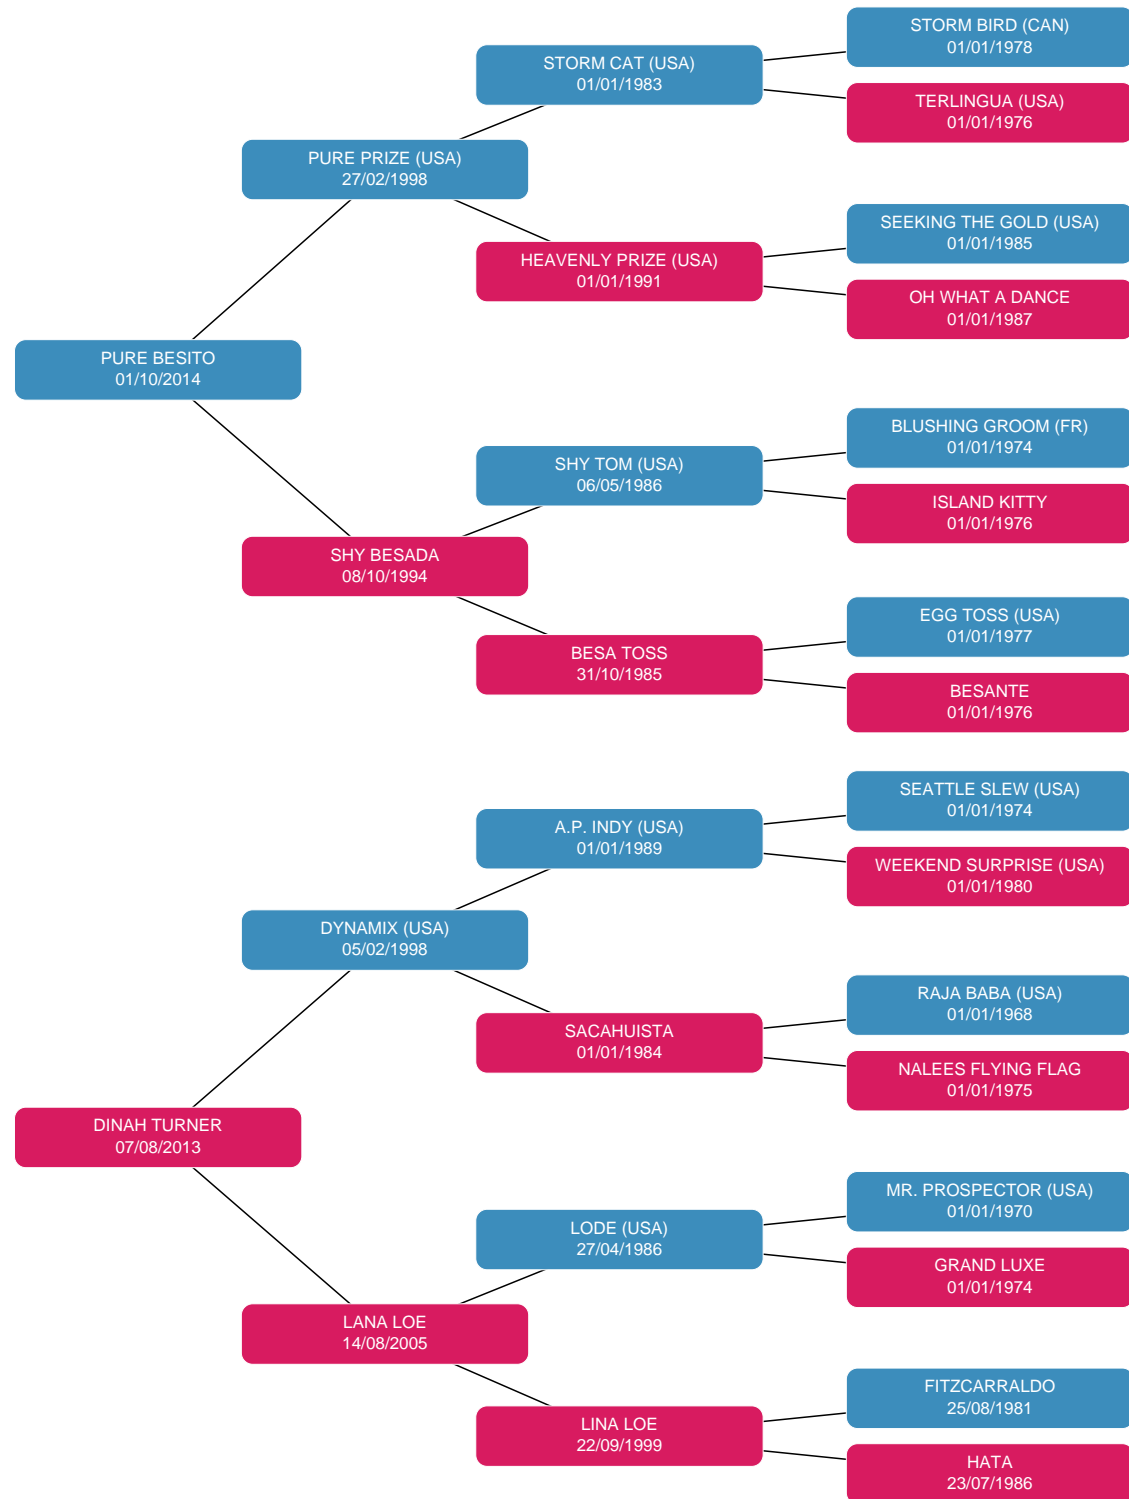 STORM BIRD (CAN)
01/01/1978
STORM CAT (USA)
01/01/1983
TERLINGUA (USA)
01/01/1976
PURE PRIZE (USA)
27/02/1998
SEEKING THE GOLD (USA)
01/01/1985
HEAVENLY PRIZE (USA)
01/01/1991
OH WHAT A DANCE
01/01/1987
PURE BESITO
01/10/2014
BLUSHING GROOM (FR)
01/01/1974
SHY TOM (USA)
06/05/1986
ISLAND KITTY
01/01/1976
SHY BESADA
08/10/1994
EGG TOSS (USA)
01/01/1977
BESA TOSS
31/10/1985
BESANTE
01/01/1976
SEATTLE SLEW (USA)
01/01/1974
A.P. INDY (USA)
01/01/1989
WEEKEND SURPRISE (USA)
01/01/1980
DYNAMIX (USA)
05/02/1998
RAJA BABA (USA)
01/01/1968
SACAHUISTA
01/01/1984
NALEES FLYING FLAG
01/01/1975
DINAH TURNER
07/08/2013
MR. PROSPECTOR (USA)
01/01/1970
LODE (USA)
27/04/1986
GRAND LUXE
01/01/1974
LANA LOE
14/08/2005
FITZCARRALDO
25/08/1981
LINA LOE
22/09/1999
HATA
23/07/1986